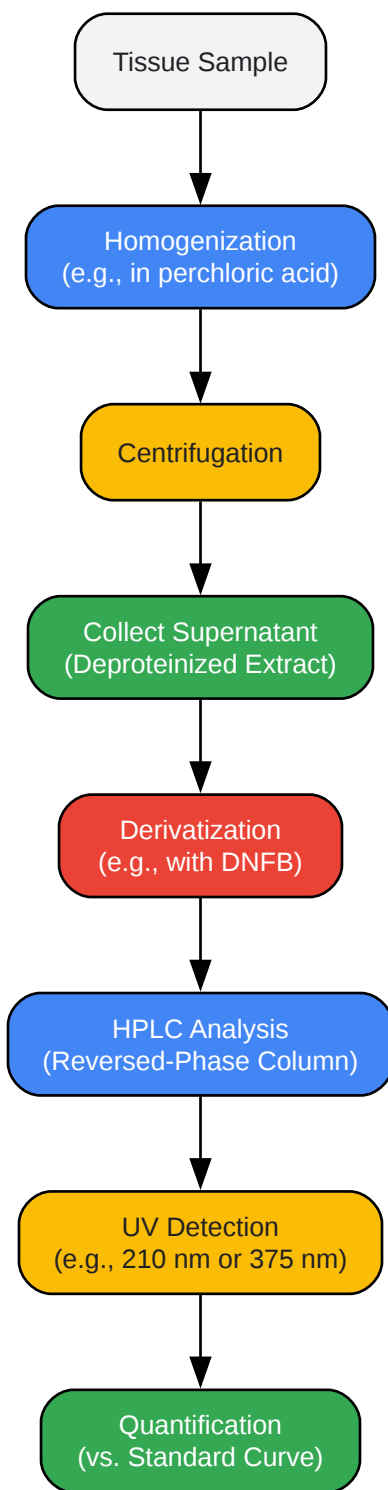 Tissue Sample
Homogenization
(e.g., in perchloric acid)
Centrifugation
Collect Supernatant
(Deproteinized Extract)
Derivatization
(e.g., with DNFB)
HPLC Analysis
(Reversed-Phase Column)
UV Detection
(e.g., 210 nm or 375 nm)
Quantification
(vs. Standard Curve)